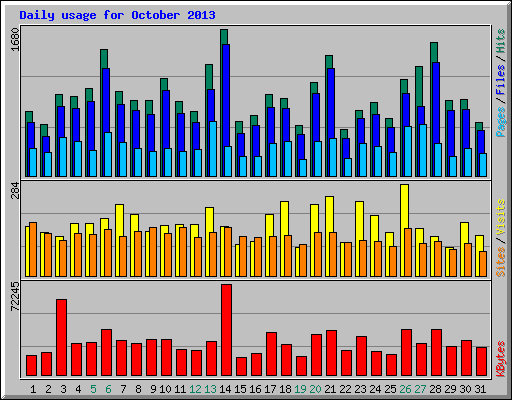 Daily usage for October 2013
1680
Pages / Files / Hits
284
Sites / Visits
72245
KBytes
1 2 3 4 5 6 7 8 9 10 11 12 13 14 15 16 17 18 19 20 21 22 23 24 25 26 27 28 29 30 31